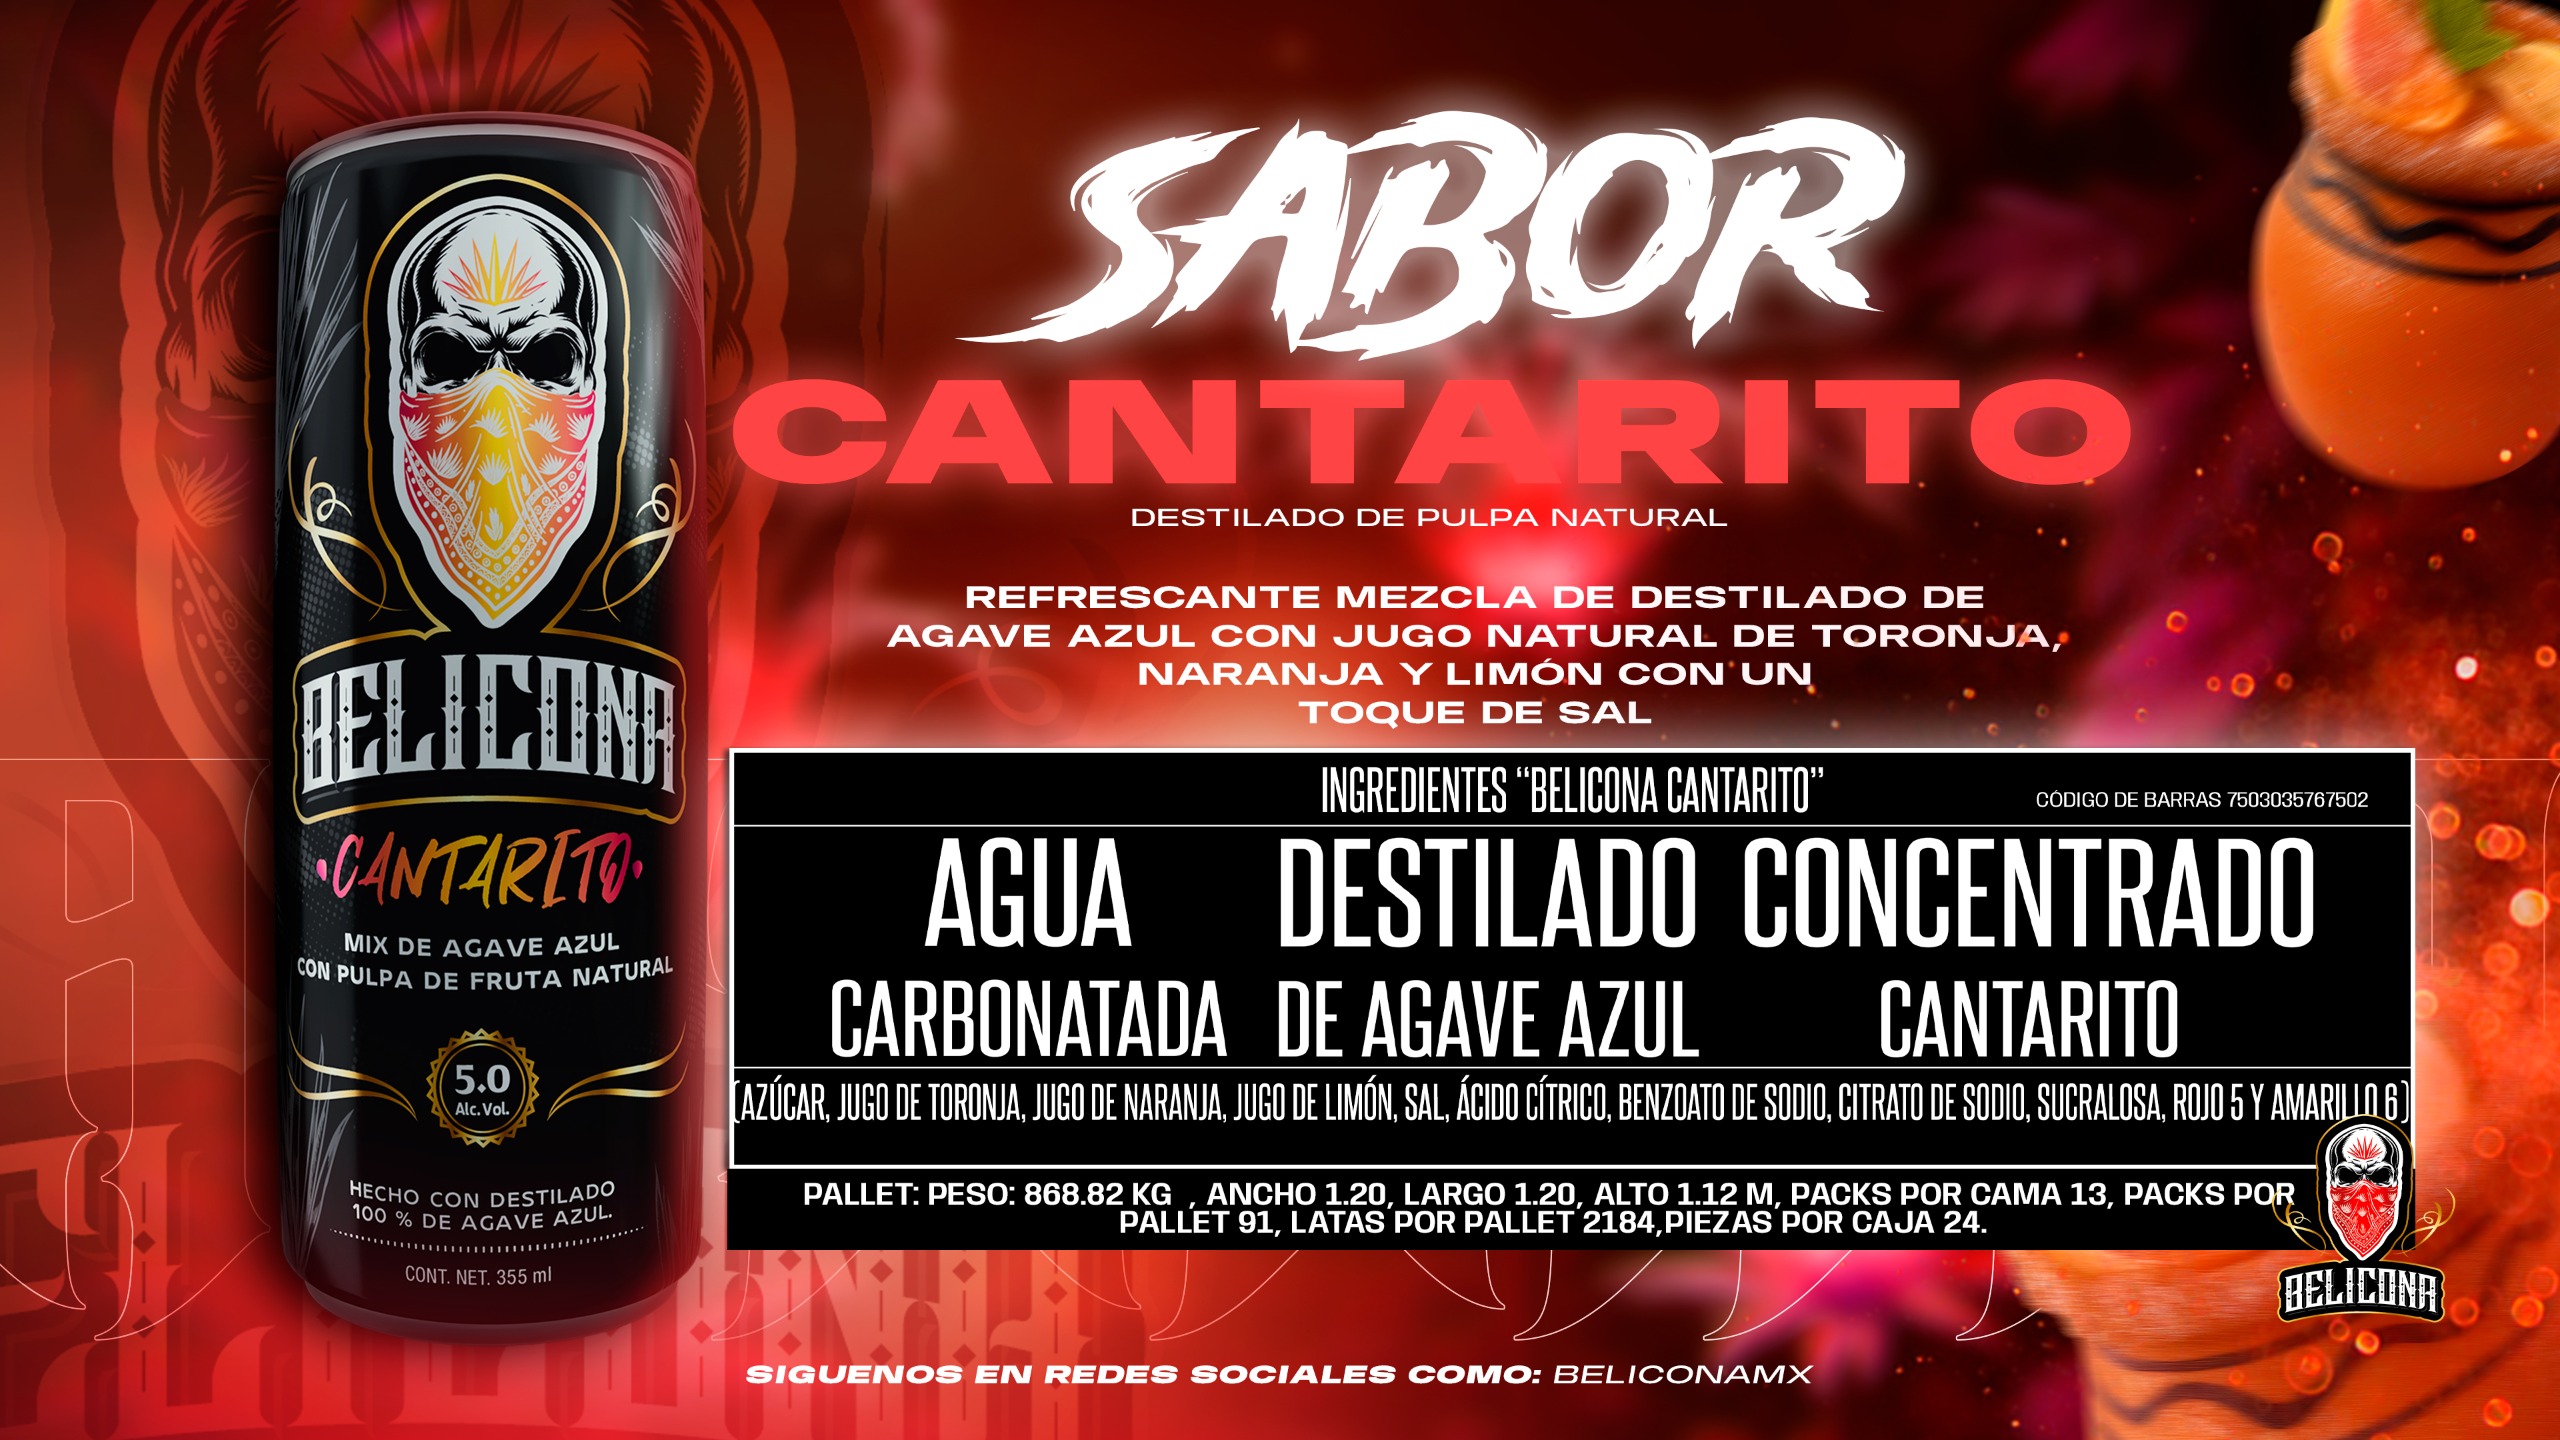 BELICONA
CANTARITO
MIX DE AGAVE AZUL
CON PULPA DE FRUTA NATURAL
5.0
Alc. Vol.
HECHO CON DESTILADO
100 % DE AGAVE AZUL.
CONT. NET. 355 ml
SABOR
CANTARITO
DESTILADO DE PULPA NATURAL
REFRESCANTE MEZCLA DE DESTILADO DE
AGAVE AZUL CON JUGO NATURAL DE TORONJA,
NARANJA Y LIMÓN CON UN
TOQUE DE SAL
INGREDIENTES “BELICONA CANTARITO”
CÓDIGO DE BARRAS 7503035767502
AGUA
CARBONATADA
DESTILADO
DE AGAVE AZUL
CONCENTRADO
CANTARITO
(AZÚCAR, JUGO DE TORONJA, JUGO DE NARANJA, JUGO DE LIMÓN, SAL, ÁCIDO CÍTRICO, BENZOATO DE SODIO, CITRATO DE SODIO, SUCRALOSA, ROJO 5 Y AMARILLO 6)
PALLET: PESO: 868.82 KG , ANCHO 1.20, LARGO 1.20, ALTO 1.12 M, PACKS POR CAMA 13, PACKS POR
PALLET 91, LATAS POR PALLET 2184,PIEZAS POR CAJA 24.
BELICONA
SIGUENOS EN REDES SOCIALES COMO: BELICONAMX